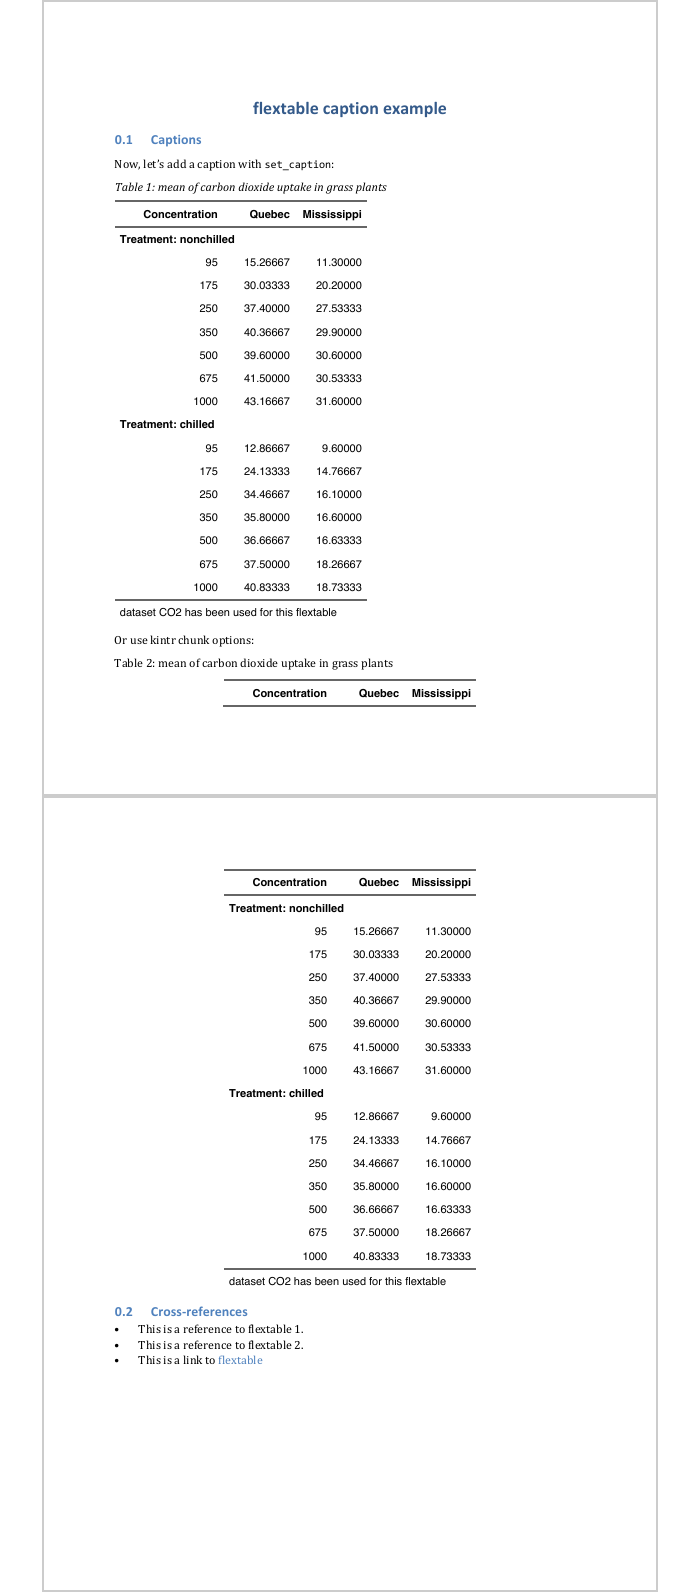 flextable caption example
0.1 Captions
Now, let's add a caption with set_caption:
Table 1: mean of carbon dioxide uptake in grass plants
Concentration Quebec Mississippi
Treatment: nonchilled
95 15.26667 11.30000
175 30.03333 20.20000
250 37.40000 27.53333
350 40.36667 29.90000
500 39.60000 30.60000
675 41.50000 30.53333
1000 43.16667 31.60000
Treatment: chilled
95 12.86667 9.60000
175 24.13333 14.76667
250 34.46667 16.10000
350 35.80000 16.60000
500 36.66667 16.63333
675 37.50000 18.26667
1000 40.83333 18.73333
dataset CO2 has been used for this flextable
Or use kintr chunk options:
Table 2: mean of carbon dioxide uptake in grass plants
Concentration Quebec Mississippi
Concentration Quebec Mississippi
Treatment: nonchilled
95 15.26667 11.30000
175 30.03333 20.20000
250 37.40000 27.53333
350 40.36667 29.90000
500 39.60000 30.60000
675 41.50000 30.53333
1000 43.16667 31.60000
Treatment: chilled
95 12.86667 9.60000
175 24.13333 14.76667
250 34.46667 16.10000
350 35.80000 16.60000
500 36.66667 16.63333
675 37.50000 18.26667
1000 40.83333 18.73333
dataset CO2 has been used for this flextable
0.2 Cross-references
• This is a reference to flextable 1.
• This is a reference to flextable 2.
• This is a link to flextable